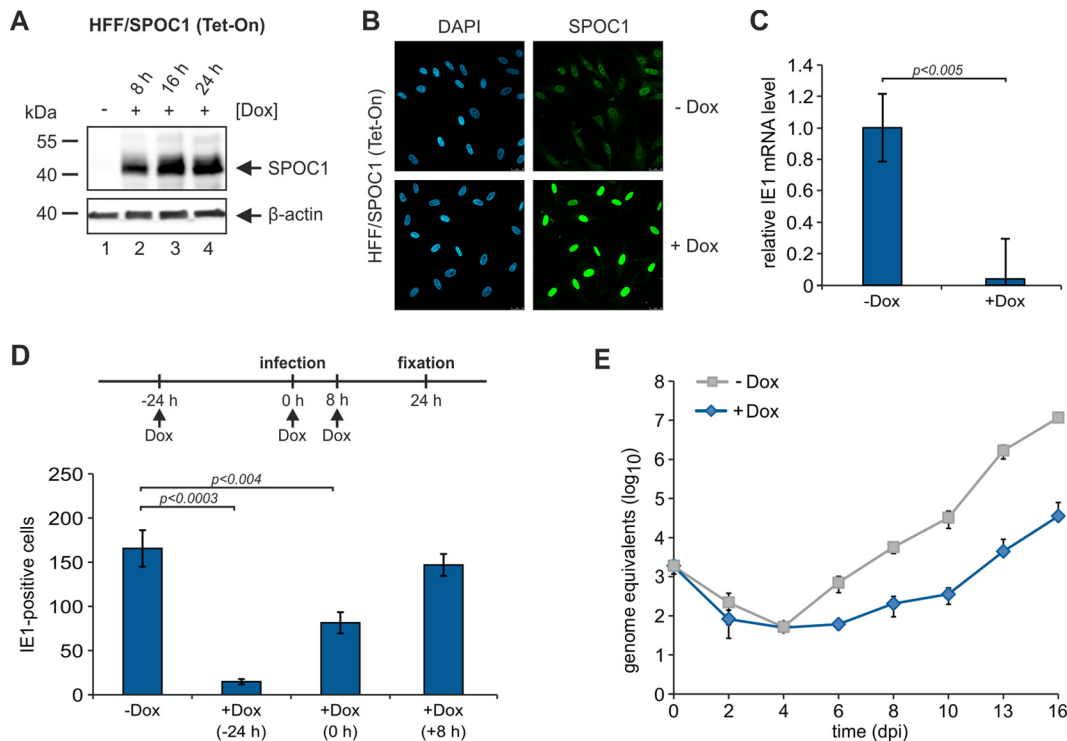 A
HFF/SPOC1 (Tet-On)
8 h 16 h 24 h
kDa - + + + [Dox]
55
40
SPOC1
40
β-actin
1 2 3 4
B
DAPI SPOC1
HFF/SPOC1 (Tet-On)
- Dox
+ Dox
C
p<0.005
relative IE1 mRNA level
1.4
1.2
1.0
0.8
0.6
0.4
0.2
0
-Dox +Dox
D
infection fixation
-24 h 0 h 8 h 24 h
Dox Dox Dox
p<0.004
p<0.0003
IE1-positive cells
250
200
150
100
50
0
-Dox +Dox +Dox +Dox
(-24 h) (0 h) (+8 h)
E
- Dox
+ Dox
genome equivalents (log10)
8
7
6
5
4
3
2
1
0
0 2 4 6 8 10 13 16
time (dpi)